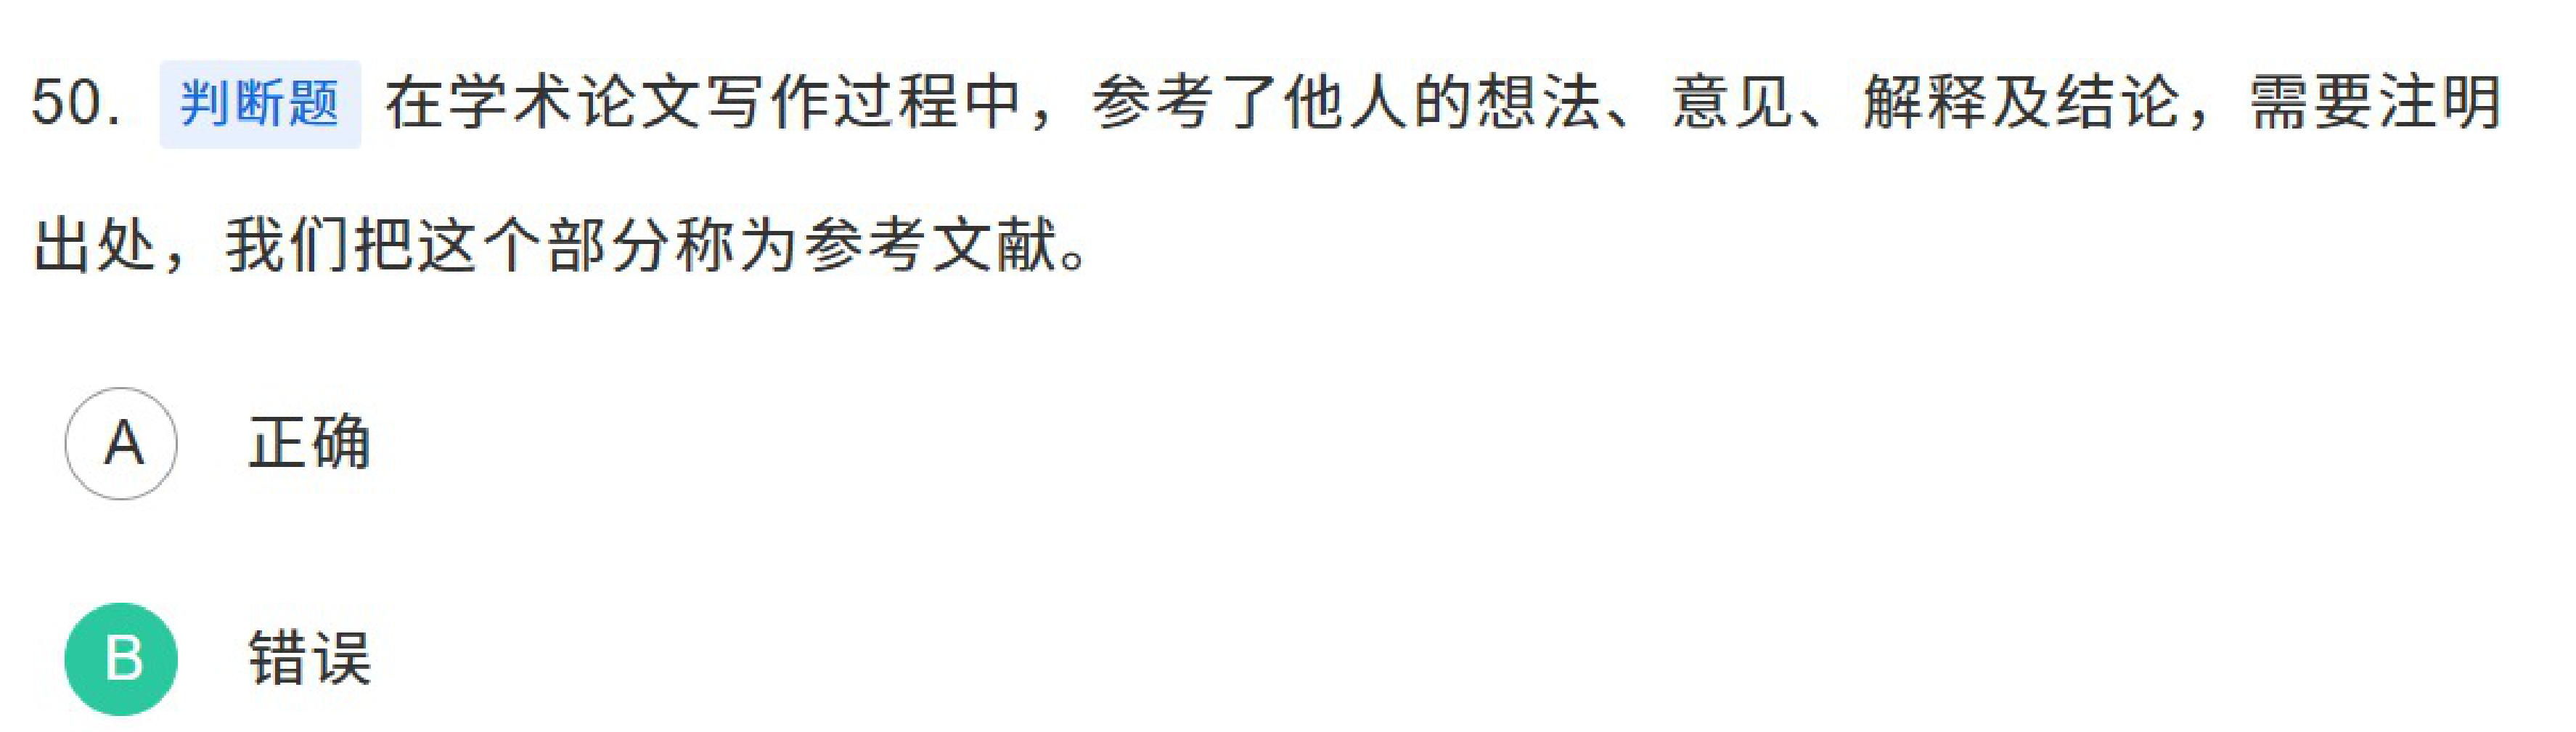 50. 判断题 在学术论文写作过程中，参考了他人的想法、意见、解释及结论，需要注明
出处，我们把这个部分称为参考文献。
A 正确
B 错误